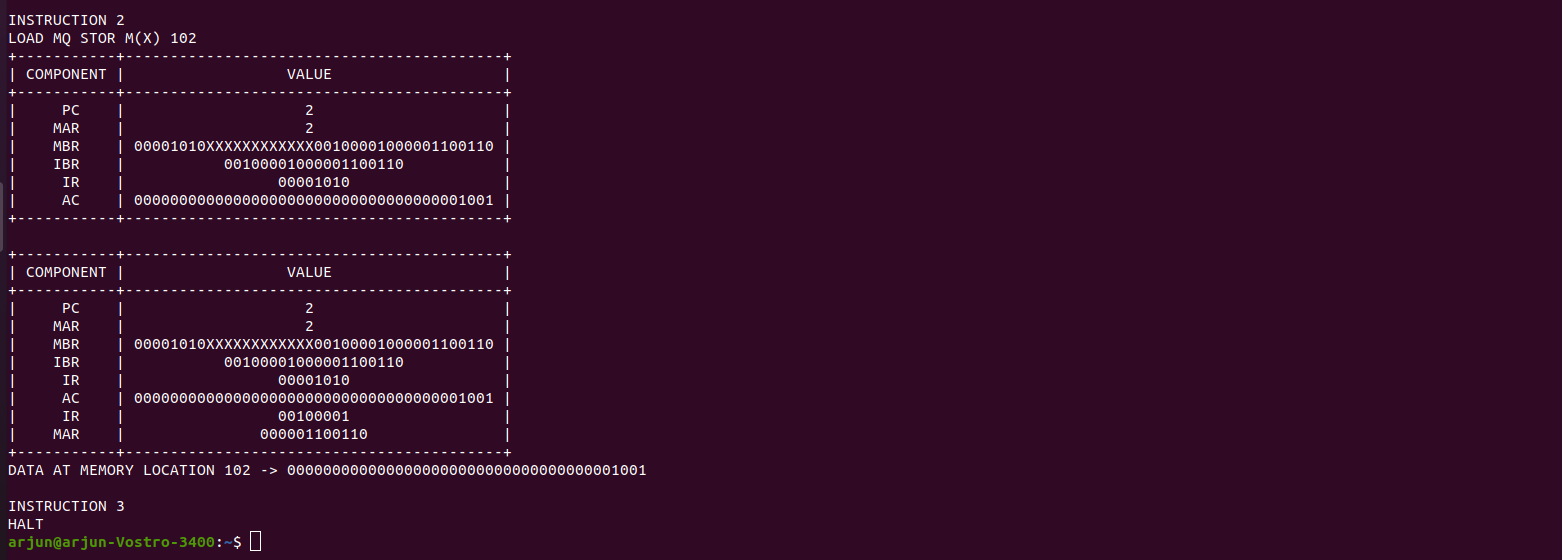 INSTRUCTION 2
LOAD MQ STOR M(X) 102
+-----------+------------------------------------------+
| COMPONENT |                  VALUE                   |
+-----------+------------------------------------------+
|     PC    |                    2                     |
|    MAR    |                    2                     |
|    MBR    | 00001010XXXXXXXXXXXX00100001000001100110 |
|    IBR    |           00100001000001100110           |
|     IR    |                 00001010                 |
|     AC    | 0000000000000000000000000000000000001001 |
+-----------+------------------------------------------+
+-----------+------------------------------------------+
| COMPONENT |                  VALUE                   |
+-----------+------------------------------------------+
|     PC    |                    2                     |
|    MAR    |                    2                     |
|    MBR    | 00001010XXXXXXXXXXXX00100001000001100110 |
|    IBR    |           00100001000001100110           |
|     IR    |                 00001010                 |
|     AC    | 0000000000000000000000000000000000001001 |
|     IR    |                 00100001                 |
|    MAR    |               000001100110               |
+-----------+------------------------------------------+
DATA AT MEMORY LOCATION 102 -> 0000000000000000000000000000000000001001
INSTRUCTION 3
HALT
arjun@arjun-Vostro-3400:~$